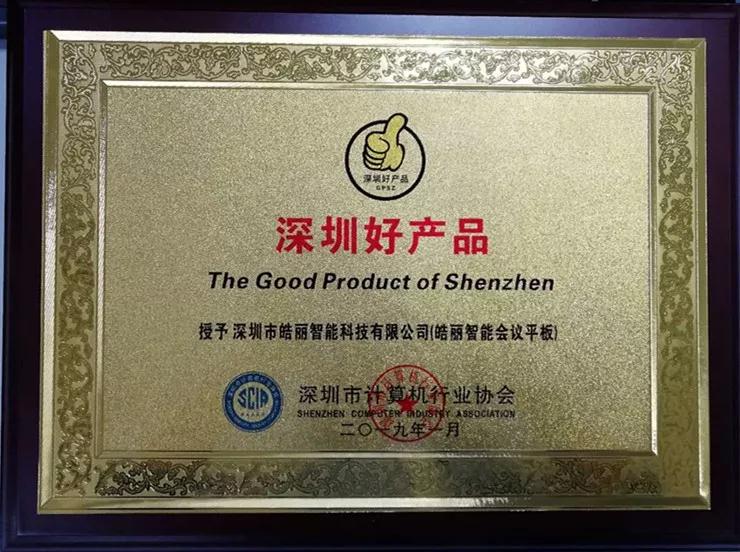 深圳好产品
GPSZ
深圳好产品
The Good Product of Shenzhen
授予 深圳市皓丽智能科技有限公司(皓丽智能会议平板)
SCIA
深圳市计算机行业协会
SHENZHEN COMPUTER INDUSTRY ASSOCIATION
二〇一九年一月